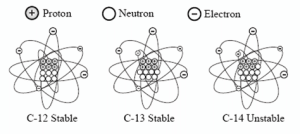 + Proton Neutron - Electron
C-12 Stable C-13 Stable C-14 Unstable